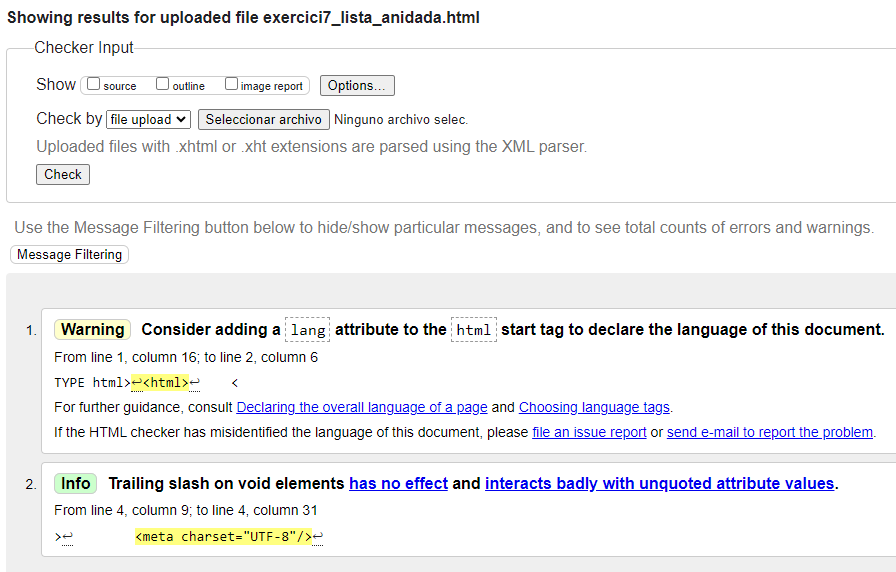 Showing results for uploaded file exercici7_lista_anidada.html
Checker Input
Show source outline image report Options...
Check by file upload Seleccionar archivo Ninguno archivo selec.
Uploaded files with .xhtml or .xht extensions are parsed using the XML parser.
Check
Use the Message Filtering button below to hide/show particular messages, and to see total counts of errors and warnings.
Message Filtering
1. Warning Consider adding a lang attribute to the html start tag to declare the language of this document.
From line 1, column 16; to line 2, column 6
TYPE html>↩<html>↩    <
For further guidance, consult Declaring the overall language of a page and Choosing language tags.
If the HTML checker has misidentified the language of this document, please file an issue report or send e-mail to report the problem.
2. Info Trailing slash on void elements has no effect and interacts badly with unquoted attribute values.
From line 4, column 9; to line 4, column 31
>↩        <meta charset="UTF-8"/>↩